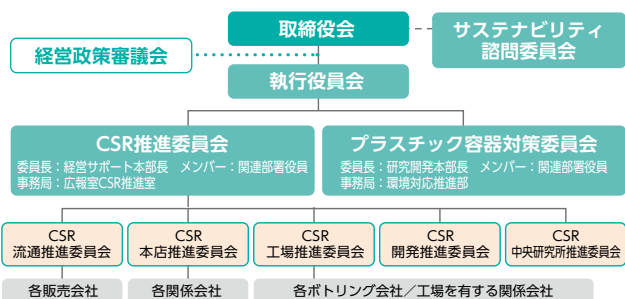 取締役会
サステナビリティ
諮問委員会
経営政策審議会
執行役員会
CSR推進委員会
委員長：経営サポート本部長　メンバー：関連部署役員
事務局：広報室CSR推進室
プラスチック容器対策委員会
委員長：研究開発本部長　メンバー：関連部署役員
事務局：環境対応推進部
CSR
流通推進委員会
CSR
本店推進委員会
CSR
工場推進委員会
CSR
開発推進委員会
CSR
中央研究所推進委員会
各販売会社
各関係会社
各ボトリング会社／工場を有する関係会社